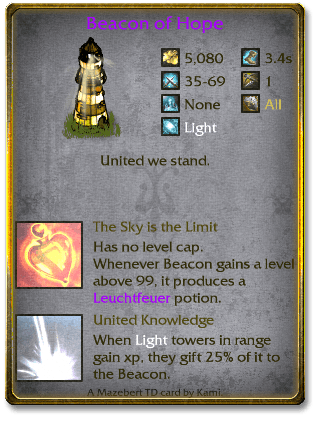 Beacon of Hope
5,080 3.4s
35-69 1
None All
Light
United we stand.
The Sky is the Limit
Has no level cap.
Whenever Beacon gains a level
above 99, it produces a
Leuchtfeuer potion.
United Knowledge
When Light towers in range
gain xp, they gift 25% of it to
the Beacon.
A Mazebert TD card by Kami...